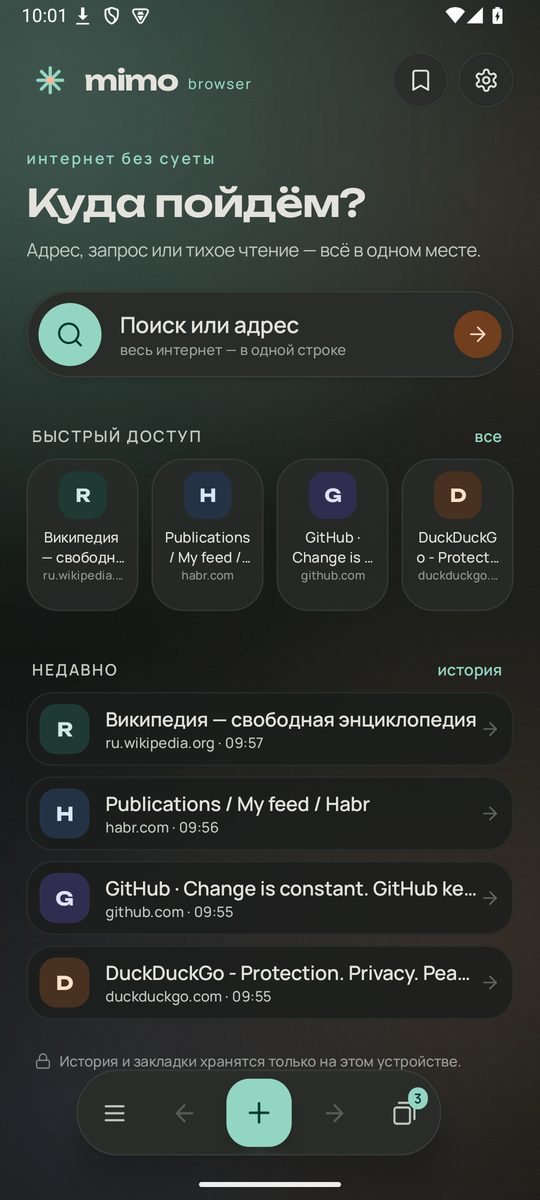 10:01
mimo browser
интернет без суеты
Куда пойдём?
Адрес, запрос или тихое чтение — всё в одном месте.
Поиск или адрес
весь интернет — в одной строке
БЫСТРЫЙ ДОСТУП
все
R
Википедия
— свободн...
ru.wikipedia....
H
Publications
/ My feed /...
habr.com
G
GitHub ·
Change is ...
github.com
D
DuckDuckG
o - Protect...
duckduckgo....
НЕДАВНО
история
R
Википедия — свободная энциклопедия
ru.wikipedia.org · 09:57
H
Publications / My feed / Habr
habr.com · 09:56
G
GitHub · Change is constant. GitHub ke...
github.com · 09:55
D
DuckDuckGo - Protection. Privacy. Pea...
duckduckgo.com · 09:55
История и закладки хранятся только на этом устройстве.
3